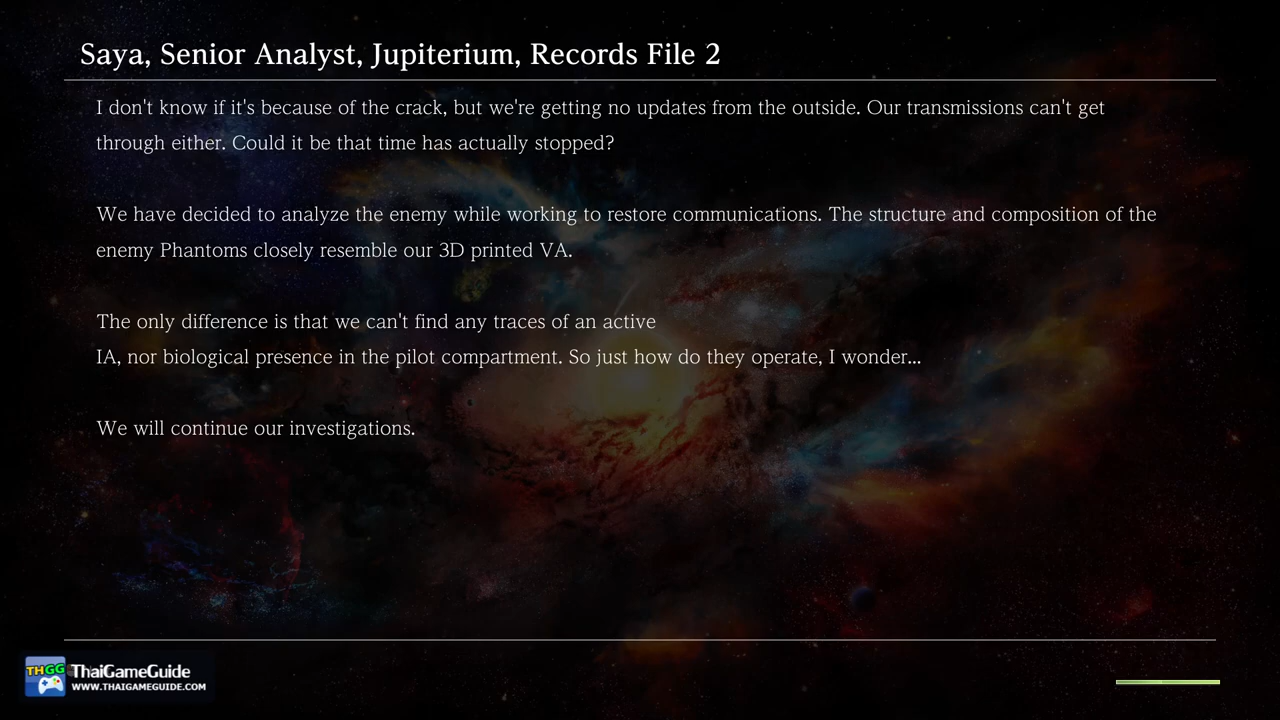 Saya, Senior Analyst, Jupiterium, Records File 2
I don't know if it's because of the crack, but we're getting no updates from the outside. Our transmissions can't get
through either. Could it be that time has actually stopped?
We have decided to analyze the enemy while working to restore communications. The structure and composition of the
enemy Phantoms closely resemble our 3D printed VA.
The only difference is that we can't find any traces of an active
IA, nor biological presence in the pilot compartment. So just how do they operate, I wonder...
We will continue our investigations.
THGG ThaiGameGuide
WWW.THAIGAMEGUIDE.COM